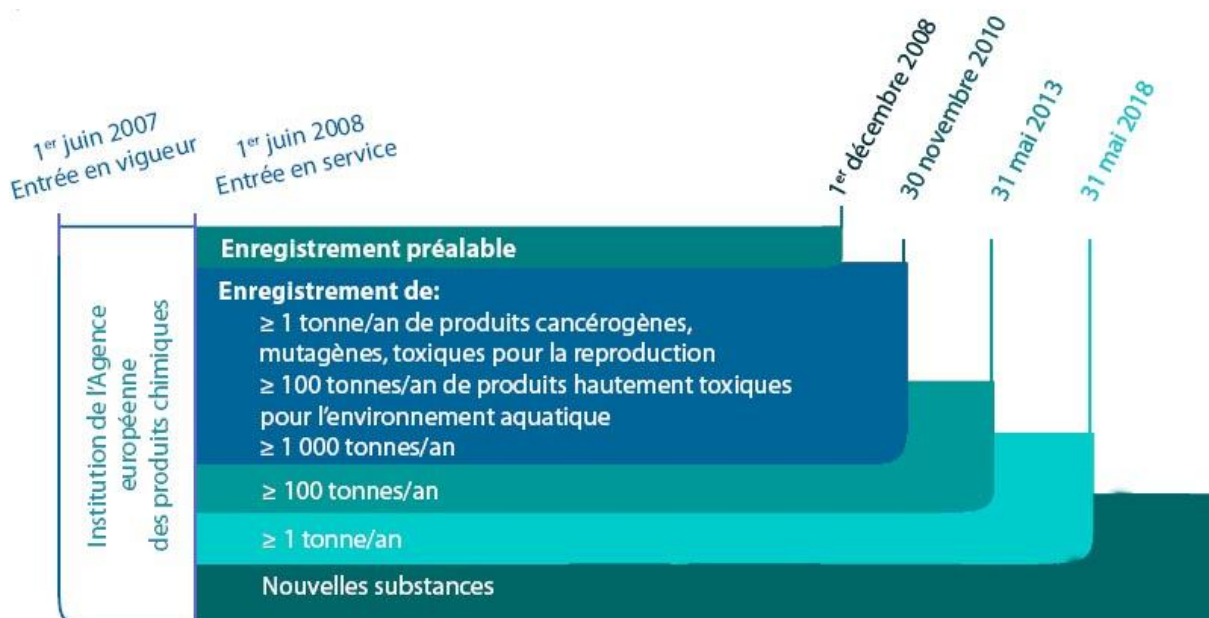 1er juin 2007
Entrée en vigueur
1er juin 2008
Entrée en service
1er décembre 2008
30 novembre 2010
31 mai 2013
31 mai 2018
Institution de l'Agence
européenne
des produits chimiques
Enregistrement préalable
Enregistrement de:
≥ 1 tonne/an de produits cancérogènes,
mutagènes, toxiques pour la reproduction
≥ 100 tonnes/an de produits hautement toxiques
pour l'environnement aquatique
≥ 1 000 tonnes/an
≥ 100 tonnes/an
≥ 1 tonne/an
Nouvelles substances